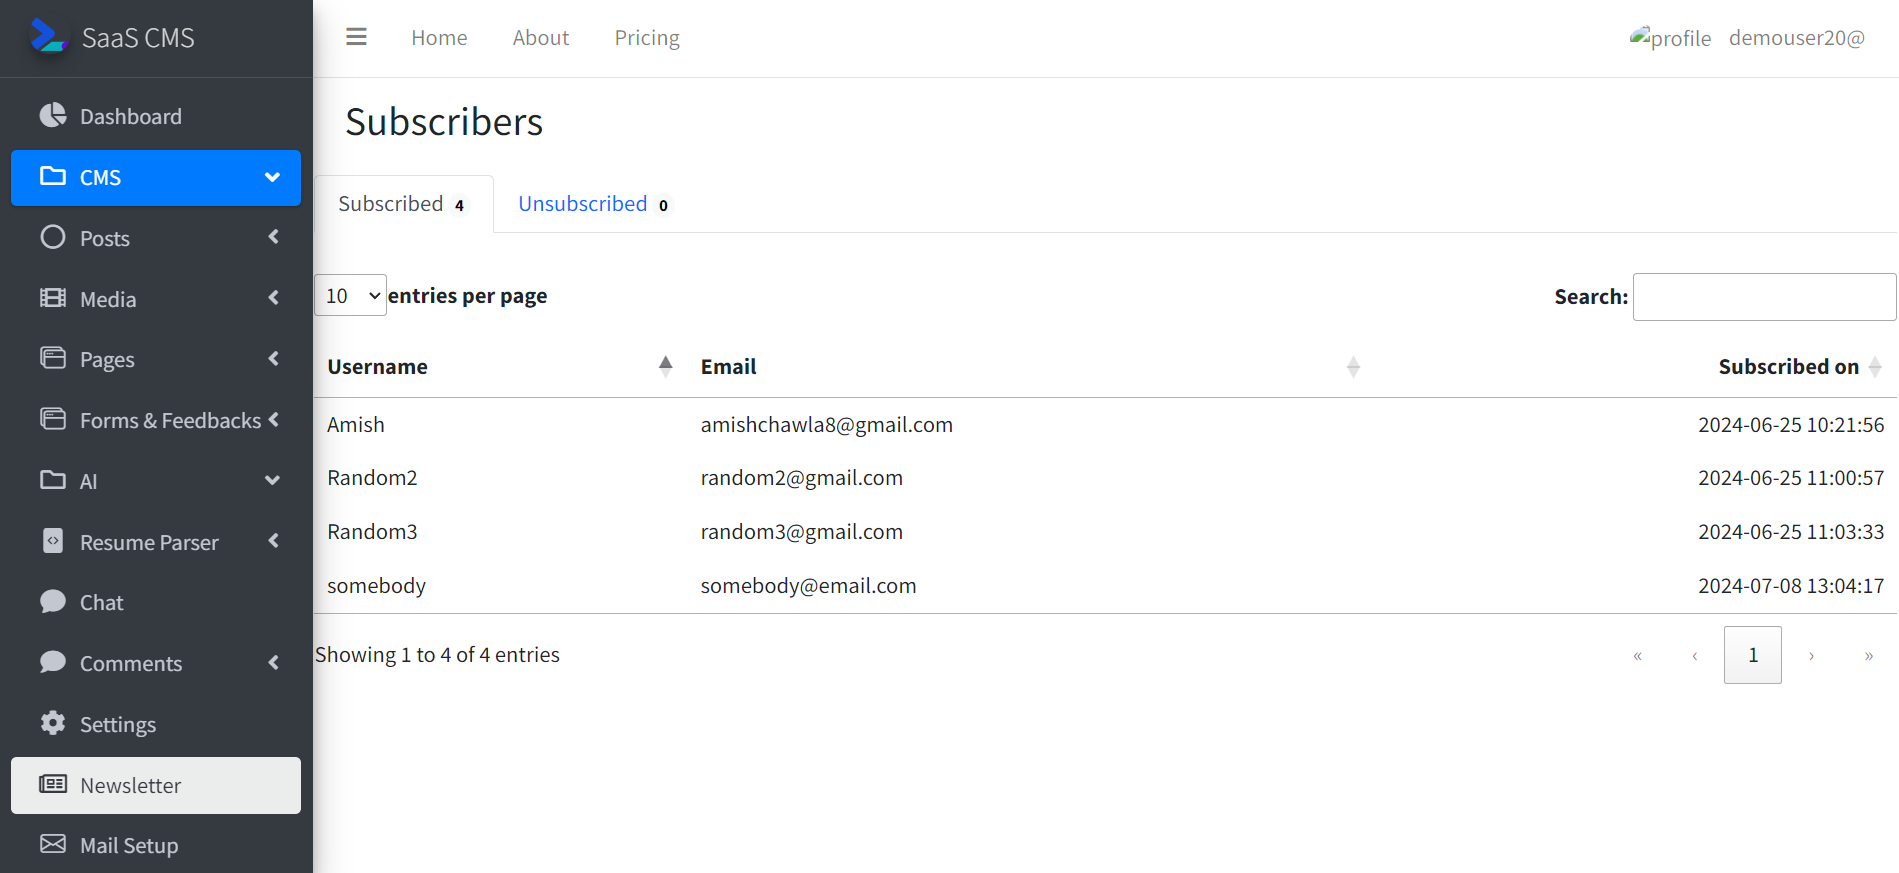 SaaS CMS
Home About Pricing
profile demouser20@
Dashboard
CMS
Posts
Media
Pages
Forms & Feedbacks
AI
Resume Parser
Chat
Comments
Settings
Newsletter
Mail Setup
Subscribers
Subscribed 4 Unsubscribed 0
10 entries per page Search:
Username Email Subscribed on
Amish amishchawla8@gmail.com 2024-06-25 10:21:56
Random2 random2@gmail.com 2024-06-25 11:00:57
Random3 random3@gmail.com 2024-06-25 11:03:33
somebody somebody@email.com 2024-07-08 13:04:17
Showing 1 to 4 of 4 entries « ‹ 1 › »